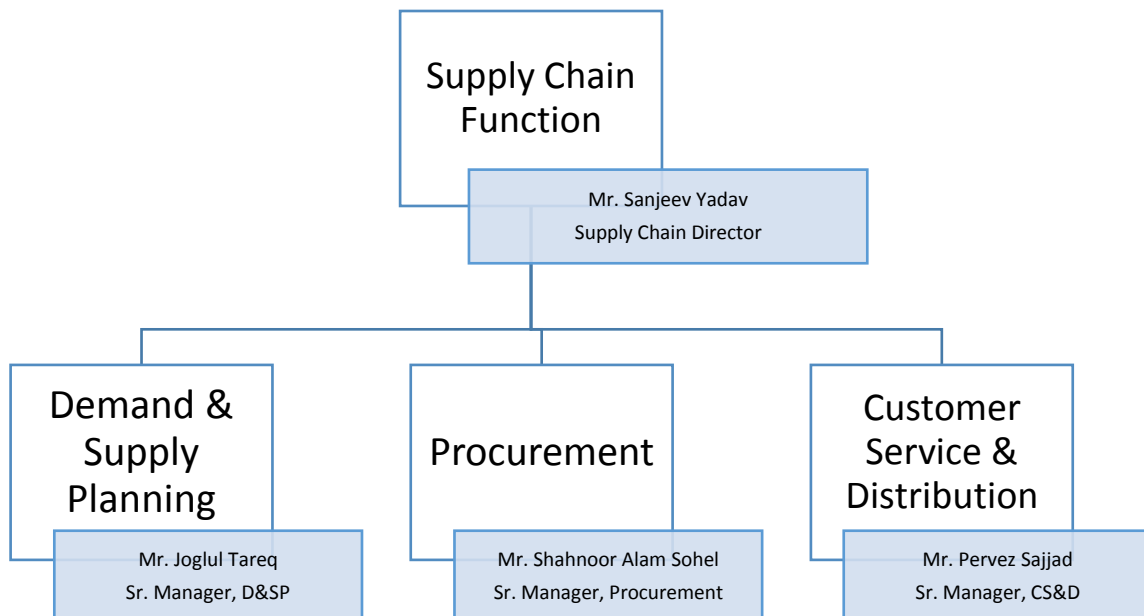 Supply Chain
Function
Mr. Sanjeev Yadav
Supply Chain Director
Demand &
Supply
Planning
Mr. Joglul Tareq
Sr. Manager, D&SP
Procurement
Mr. Shahnoor Alam Sohel
Sr. Manager, Procurement
Customer
Service &
Distribution
Mr. Pervez Sajjad
Sr. Manager, CS&D